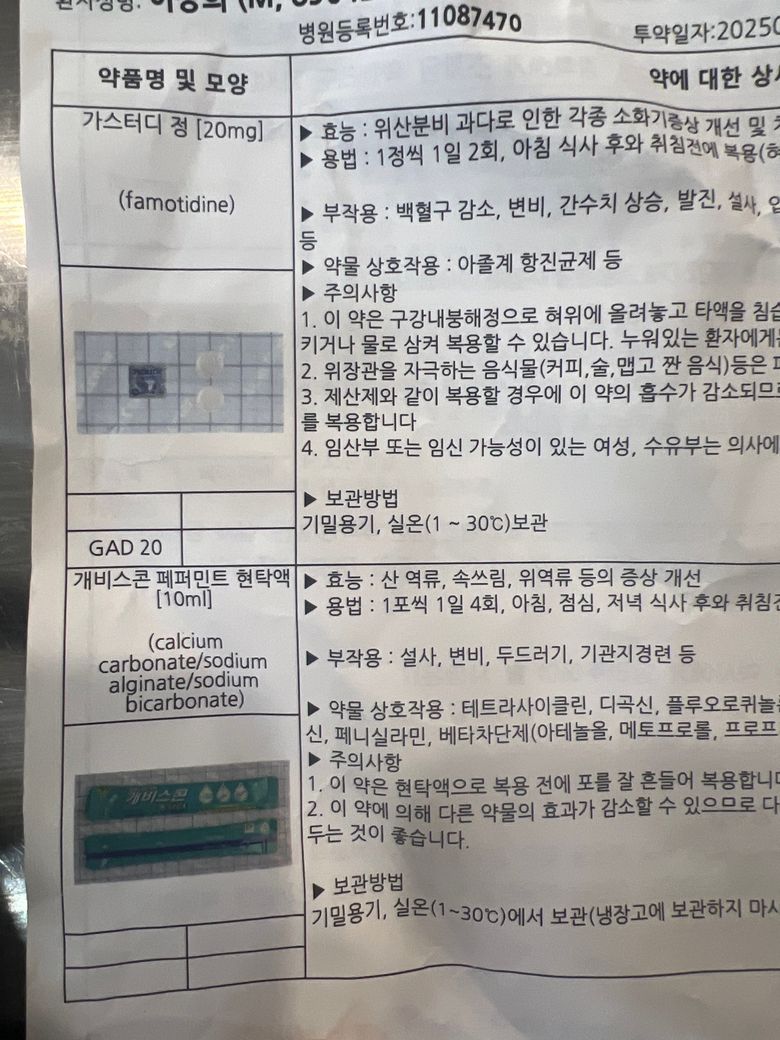 병원등록번호:11087470
투약일자:2025
약품명 및 모양
약에 대한
가스터디 정 [20mg]
(famotidine)
▶ 효능 : 위산분비 과다로 인한 각종 소화기증상 개선 및
▶ 용법 : 1정씩 1일 2회, 아침 식사 후와 취침전에 복용
▶ 부작용 : 백혈구 감소, 변비, 간수치 상승, 발진, 설사,
등
▶ 약물 상호작용 : 아졸계 항진균제 등
▶ 주의사항
1. 이 약은 구강내붕해정으로 혀위에 올려놓고 타액을
키거나 물로 삼켜 복용할 수 있습니다. 누워있는 환자에게
2. 위장관을 자극하는 음식물(커피,술,맵고 짠 음식)등은
3. 제산제와 같이 복용할 경우에 이 약의 흡수가 감소되므로
를 복용합니다
4. 임산부 또는 임신 가능성이 있는 여성, 수유부는 의사에
▶ 보관방법
기밀용기, 실온(1 ~ 30℃)보관
GAD 20
개비스콘 페퍼민트 현탁액
[10ml]
(calcium
carbonate/sodium
alginate/sodium
bicarbonate)
▶ 효능 : 산 역류, 속쓰림, 위역류 등의 증상 개선
▶ 용법 : 1포씩 1일 4회, 아침, 점심, 저녁 식사 후와 취침전
▶ 부작용 : 설사, 변비, 두드러기, 기관지경련 등
▶ 약물 상호작용 : 테트라사이클린, 디곡신, 플루오로퀴놀
신, 페니실라민, 베타차단제(아테놀올, 메토프로롤, 프로프
▶ 주의사항
1. 이 약은 현탁액으로 복용 전에 포를 잘 흔들어 복용합니다
2. 이 약에 의해 다른 약물의 효과가 감소할 수 있으므로 다
두는 것이 좋습니다.
▶ 보관방법
기밀용기, 실온(1~30℃)에서 보관(냉장고에 보관하지 마시
개비스콘